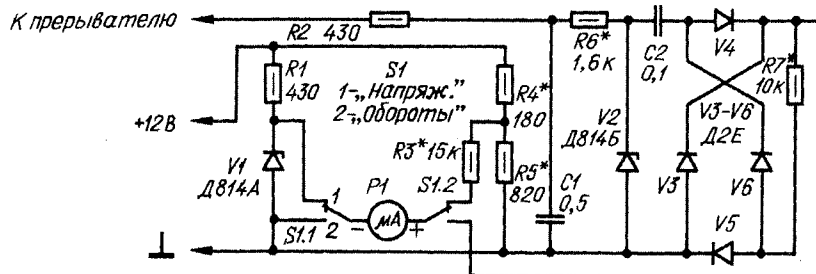 К прерывателю
R2 430
R6*
1,6к
C2
0,1
V4
R7*
10к
R1
430
S1
1-„Напряж.”
2-„Обороты”
R4*
180
+12В
V2
Д814Б
V3-V6
Д2Е
R3* 15к
R5*
820
V1
Д814А
P1
S1.2
C1
0,5
V3
V6
1
2
μA
- +
S1.1
V5